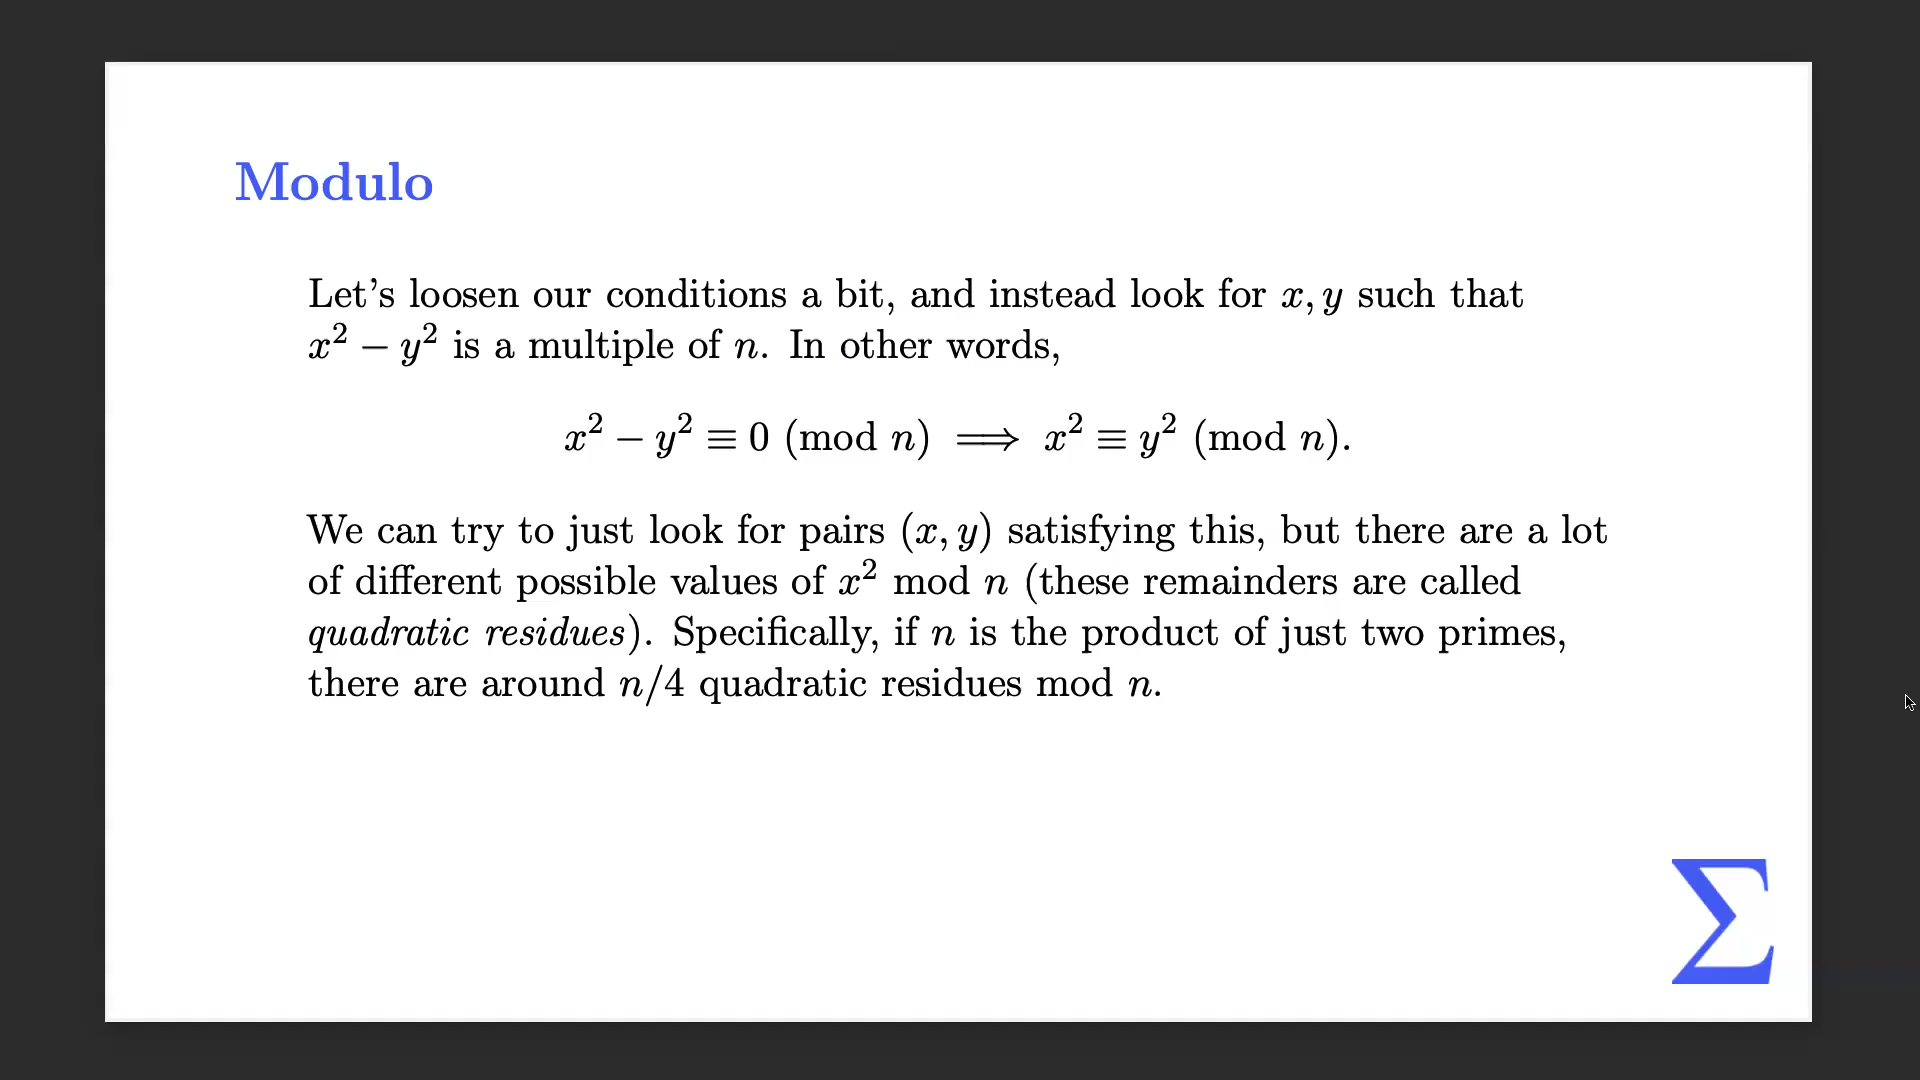 Modulo
Let's loosen our conditions a bit, and instead look for x, y such that
x² − y² is a multiple of n. In other words,
x² − y² ≡ 0 (mod n) ⟹ x² ≡ y² (mod n).
We can try to just look for pairs (x, y) satisfying this, but there are a lot
of different possible values of x² mod n (these remainders are called
quadratic residues). Specifically, if n is the product of just two primes,
there are around n/4 quadratic residues mod n.
Σ